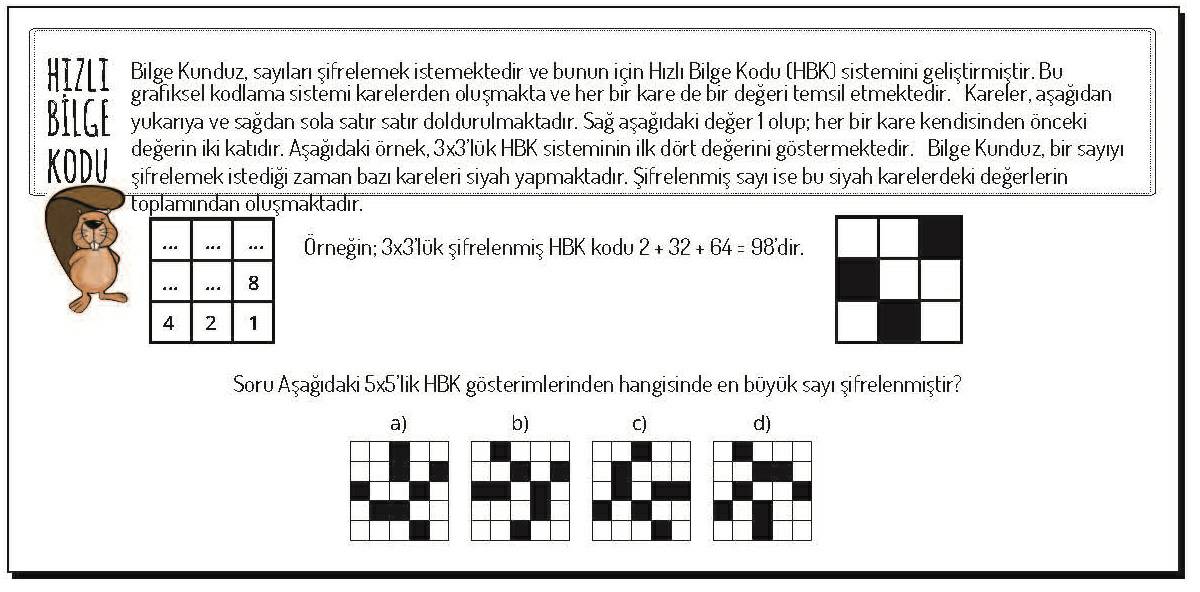 HIZLI
BİLGE
KODU
Bilge Kunduz, sayıları şifrelemek istemektedir ve bunun için Hızlı Bilge Kodu (HBK) sistemini geliştirmiştir. Bu
grafiksel kodlama sistemi karelerden oluşmakta ve her bir kare de bir değeri temsil etmektedir. Kareler, aşağıdan
yukarıya ve sağdan sola satır satır doldurulmaktadır. Sağ aşağıdaki değer 1 olup; her bir kare kendisinden önceki
değerin iki katıdır. Aşağıdaki örnek, 3x3'lük HBK sisteminin ilk dört değerini göstermektedir. Bilge Kunduz, bir sayıyı
şifrelemek istediği zaman bazı kareleri siyah yapmaktadır. Şifrelenmiş sayı ise bu siyah karelerdeki değerlerin
toplamından oluşmaktadır.
... ... ...
... ... 8
4 2 1
Örneğin; 3x3'lük şifrelenmiş HBK kodu 2 + 32 + 64 = 98'dir.
Soru Aşağıdaki 5x5'lik HBK gösterimlerinden hangisinde en büyük sayı şifrelenmiştir?
a) b) c) d)